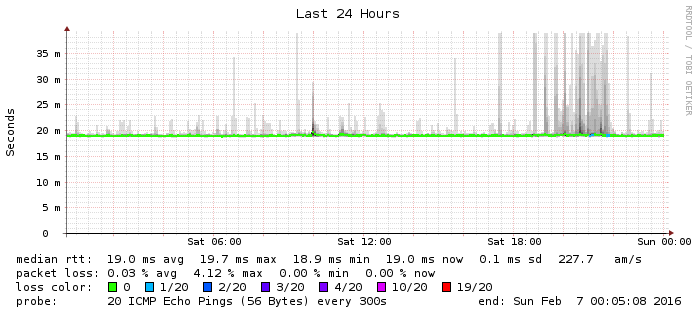 Last 24 Hours
RRDTOOL / TOBI OETIKER
Seconds
35 m
30 m
25 m
20 m
15 m
10 m
5 m
0
Sat 06:00 Sat 12:00 Sat 18:00 Sun 00:00
median rtt: 19.0 ms avg 19.7 ms max 18.9 ms min 19.0 ms now 0.1 ms sd 227.7 am/s
packet loss: 0.03 % avg 4.12 % max 0.00 % min 0.00 % now
loss color: 0 1/20 2/20 3/20 4/20 10/20 19/20
probe: 20 ICMP Echo Pings (56 Bytes) every 300s end: Sun Feb 7 00:05:08 2016